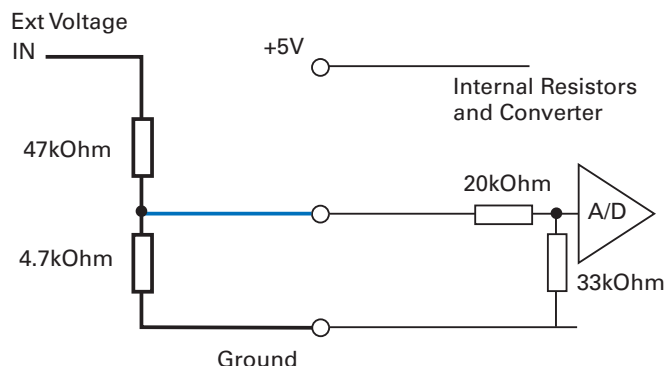 Ext Voltage
IN
+5V
Internal Resistors
and Converter
47kOhm
20kOhm
A/D
4.7kOhm
33kOhm
Ground